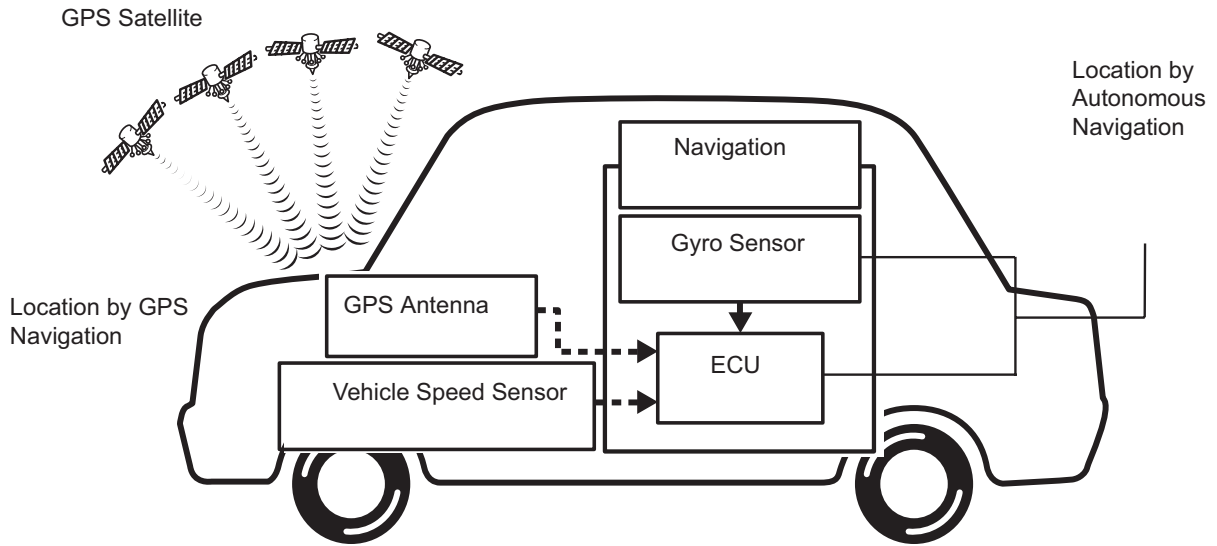 GPS Satellite
Location by
Autonomous
Navigation
Navigation
Gyro Sensor
Location by GPS
Navigation
GPS Antenna
ECU
Vehicle Speed Sensor